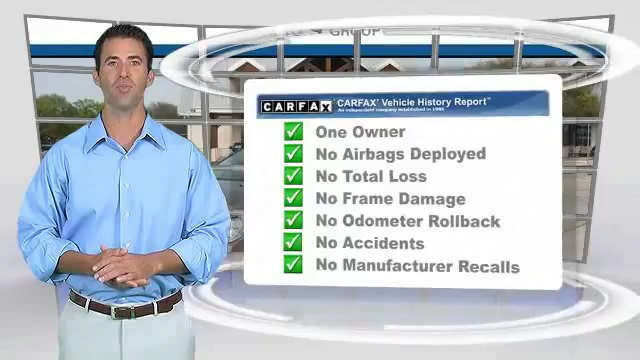 GROUP
CARFAX CARFAX Vehicle History Report™
An independent company established in 1986
One Owner
No Airbags Deployed
No Total Loss
No Frame Damage
No Odometer Rollback
No Accidents
No Manufacturer Recalls